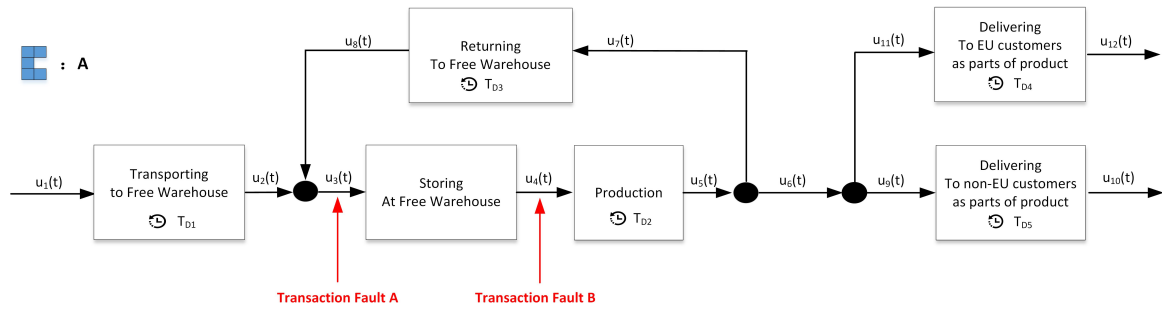 : A
u8(t)
Returning
To Free Warehouse
TD3
u7(t)
u11(t)
Delivering
To EU customers
as parts of product
TD4
u12(t)
u1(t)
Transporting
to Free Warehouse
TD1
u2(t)
u3(t)
Storing
At Free Warehouse
u4(t)
Production
TD2
u5(t)
u6(t)
u9(t)
Delivering
To non-EU customers
as parts of product
TD5
u10(t)
Transaction Fault A
Transaction Fault B